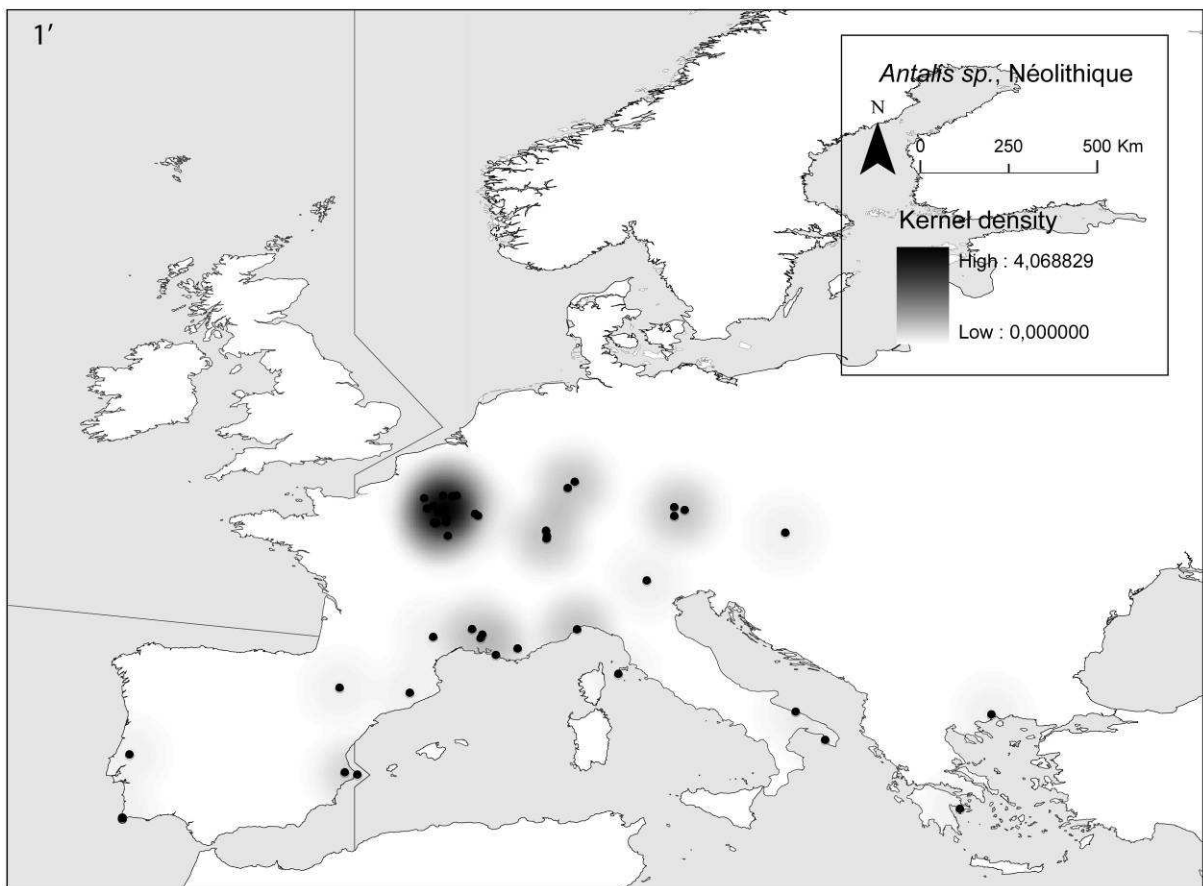 1’
Antalis sp., Néolithique
N
0 250 500 Km
Kernel density
High : 4,068829
Low : 0,000000